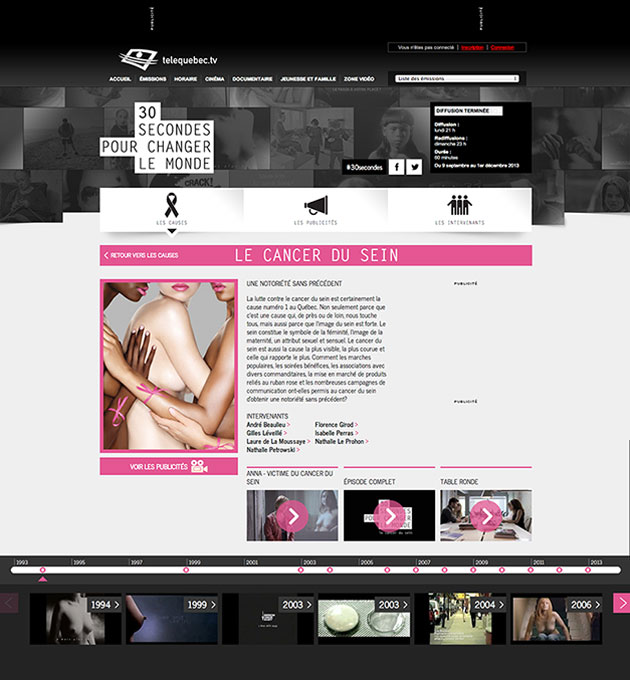 PUBLICITÉ
PUBLICITÉ
telequebec.tv
Vous n'êtes pas connecté | Inscription | Connexion
ACCUEIL | ÉMISSIONS | HORAIRE | CINÉMA | DOCUMENTAIRE | JEUNESSE ET FAMILLE | ZONE VIDÉO
Liste des émissions
30
SECONDES
POUR CHANGER
LE MONDE
CRACK!
DIFFUSION TERMINÉE
Diffusion :
lundi 21 h
Rediffusions :
dimanche 23 h
Durée :
60 minutes
Du 9 septembre au 1er décembre 2013
#30secondes
LES CAUSES
LES PUBLICITÉS
LES INTERVENANTS
RETOUR VERS LES CAUSES
LE CANCER DU SEIN
UNE NOTORIÉTÉ SANS PRÉCÉDENT
La lutte contre le cancer du sein est certainement la
cause numéro 1 au Québec. Non seulement parce que
c'est une cause qui, de près ou de loin, nous touche
tous, mais aussi parce que l'image du sein est forte. Le
sein constitue le symbole de la féminité, l'image de la
maternité, un attribut sexuel et sensuel. Le cancer du
sein est aussi la cause la plus visible, la plus courue et
celle qui rapporte le plus. Comment les marches
populaires, les soirées bénéfices, les associations avec
divers commanditaires, la mise en marché de produits
reliés au ruban rose et les nombreuses campagnes de
communication ont-elles permis au cancer du sein
d'obtenir une notoriété sans précédent?
PUBLICITÉ
PUBLICITÉ
INTERVENANTS
André Beaulieu > Florence Girod >
Gilles Léveillé > Isabelle Perras >
Laure de La Moussaye > Nathalie Le Prohon >
Nathalie Petrowski >
VOIR LES PUBLICITÉS
ANNA - VICTIME DU CANCER DU
SEIN
ÉPISODE COMPLET
TABLE RONDE
1993 1995 1997 1999 2001 2003 2005 2007 2009 2011 2013
1994 >
1999 >
2003 >
2003 >
2004 >
2006 >